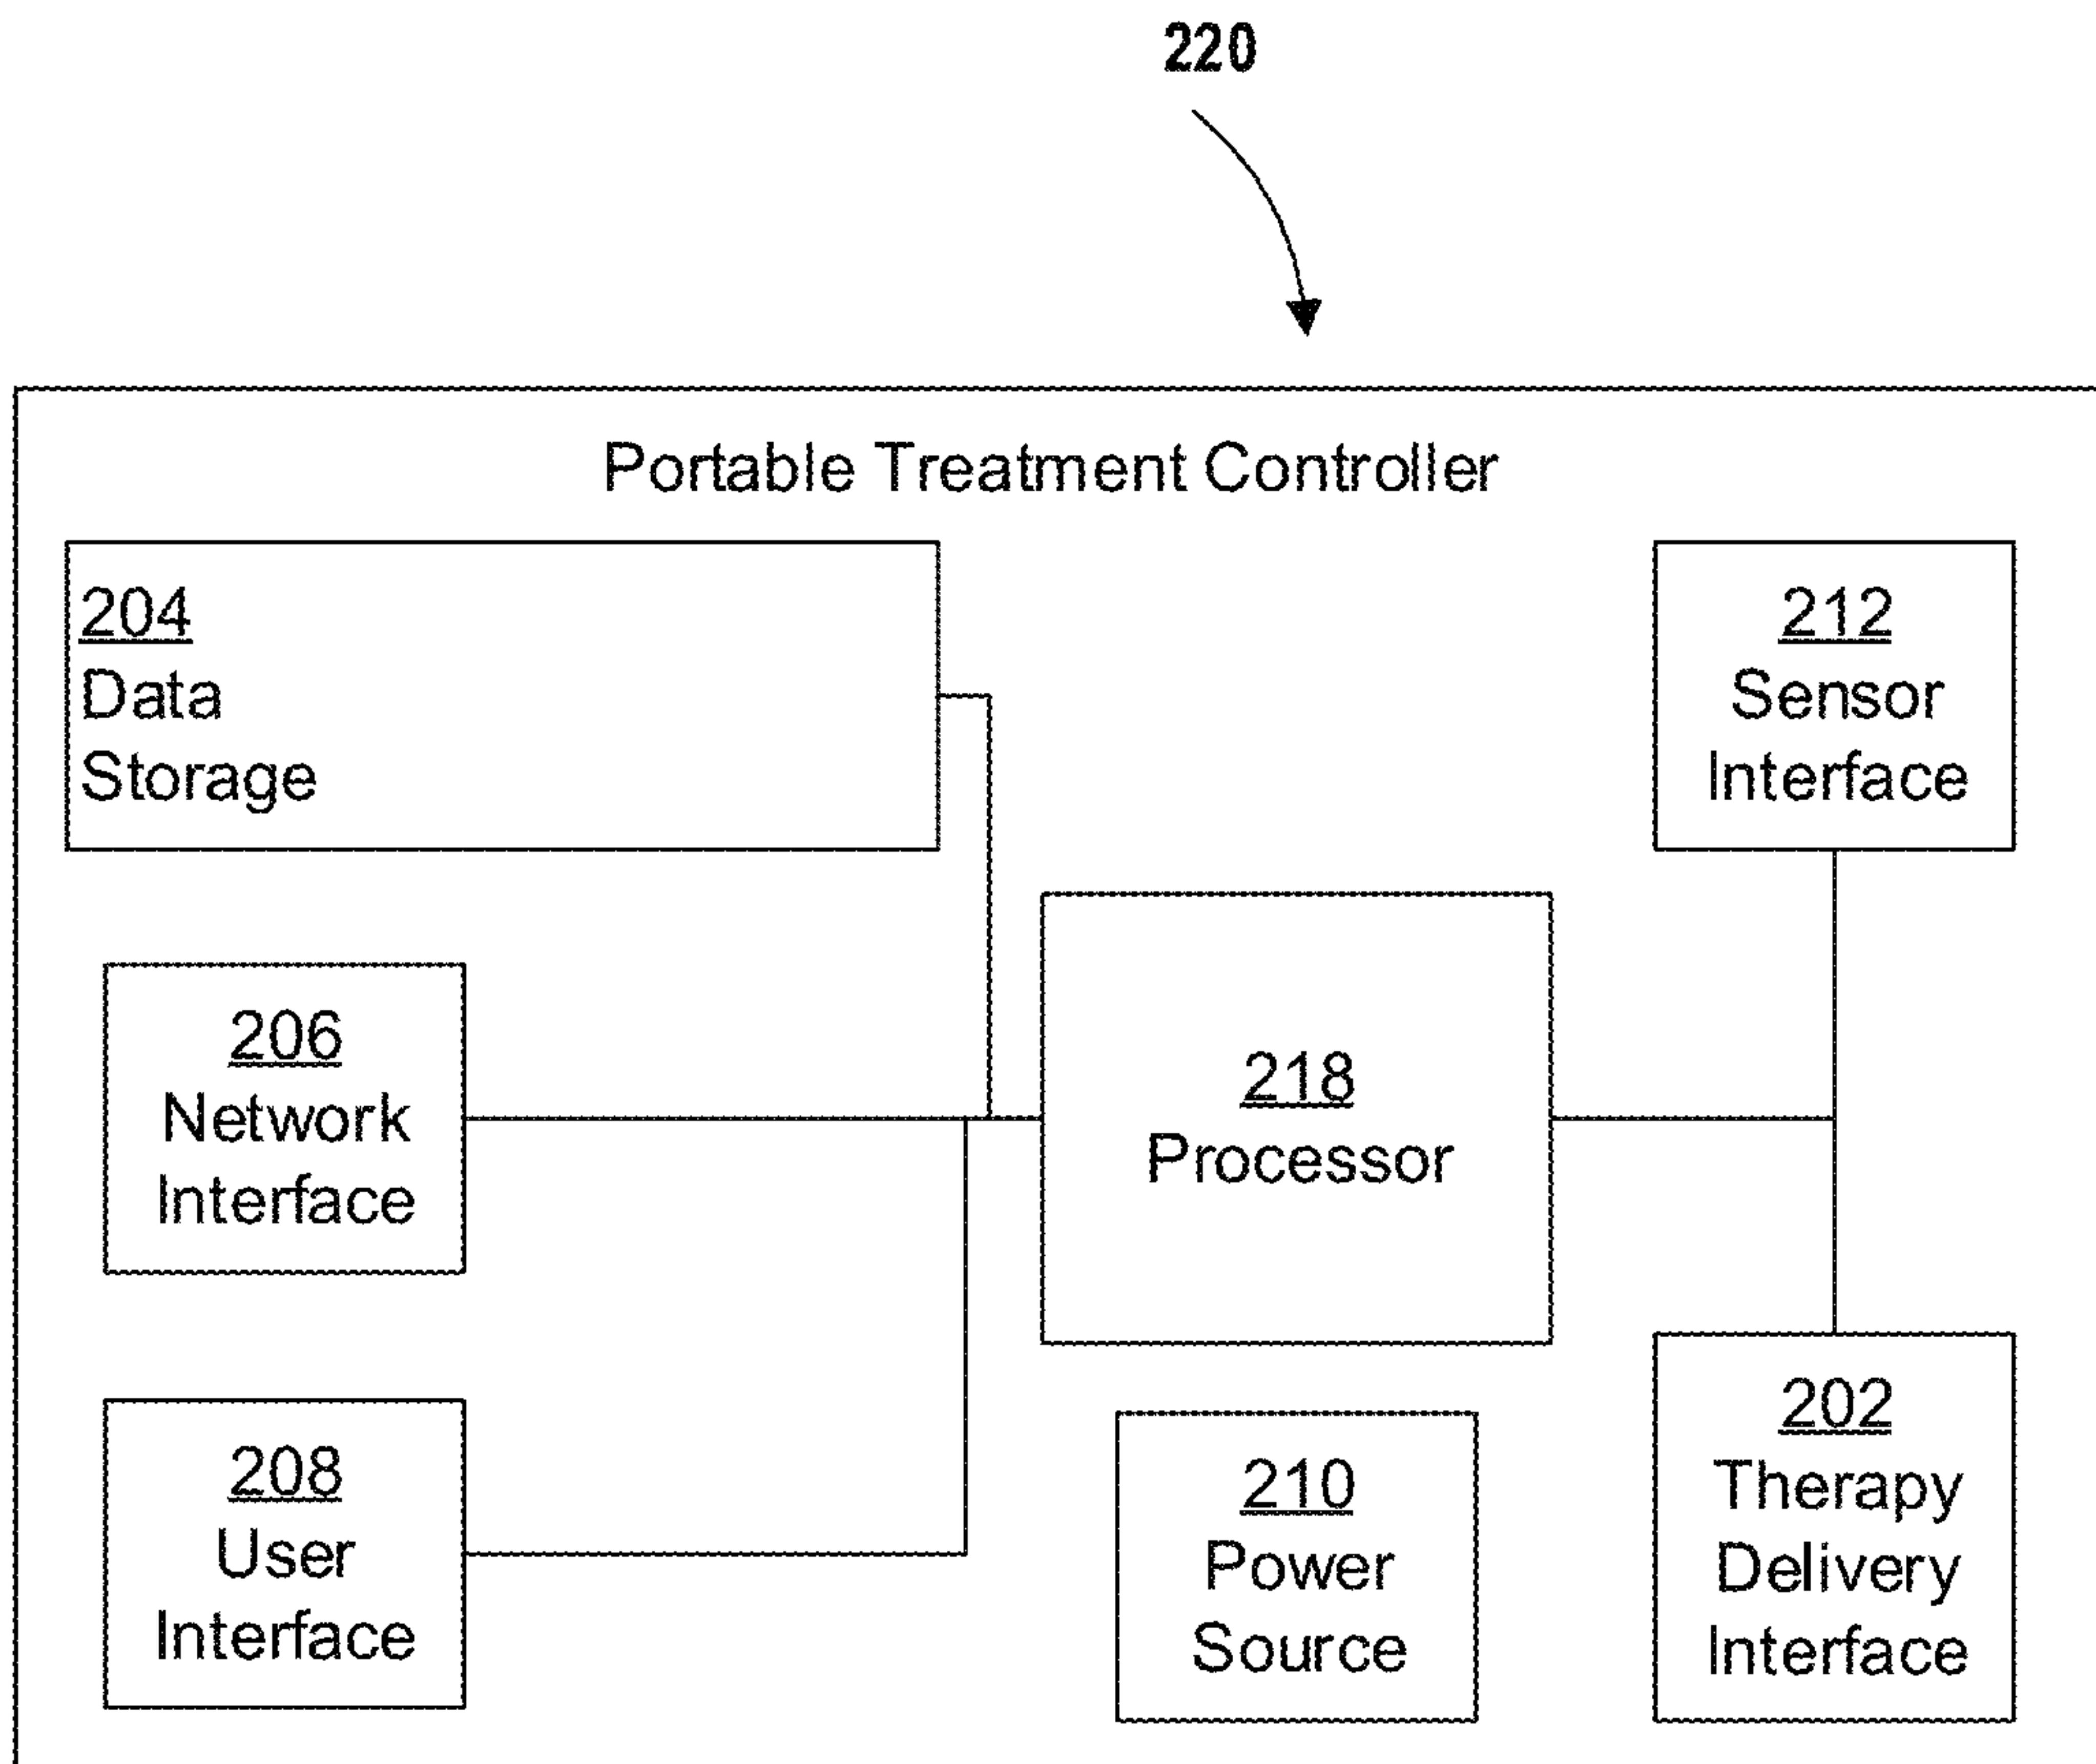 220
Portable Treatment Controller
204
Data
Storage
212
Sensor
Interface
206
Network
Interface
218
Processor
208
User
Interface
210
Power
Source
202
Therapy
Delivery
Interface